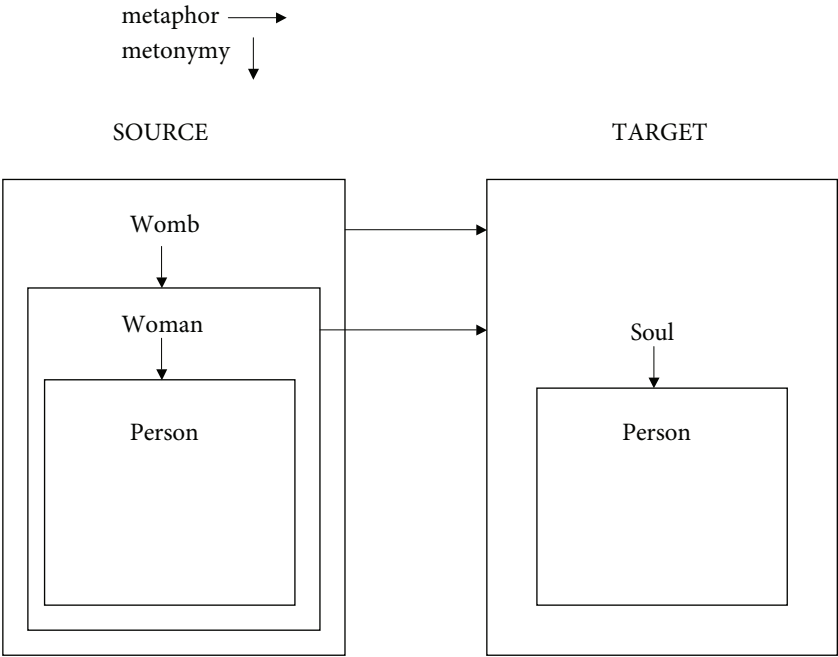 metaphor
metonymy
SOURCE
TARGET
Womb
Woman
Soul
Person
Person